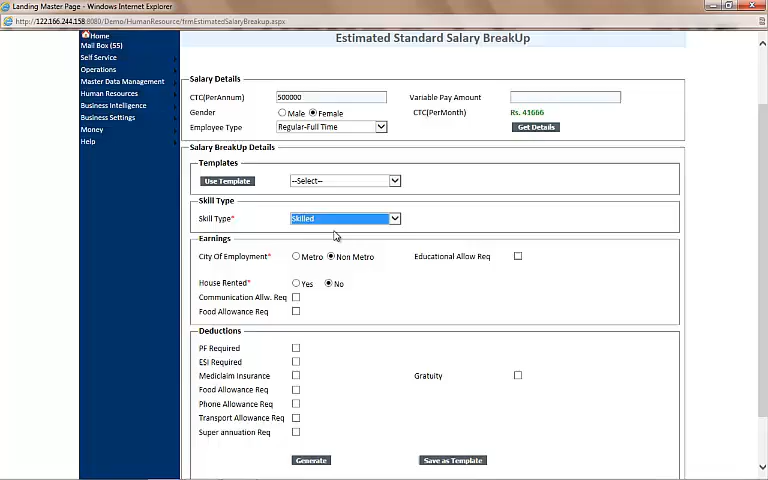 Landing Master Page - Windows Internet Explorer
http://122.166.244.158:8080/Demo/HumanResource/frmEstimatedSalaryBreakup.aspx
Home
Mail Box (55)
Self Service
Operations
Master Data Management
Human Resources
Business Intelligence
Business Settings
Money
Help
Estimated Standard Salary BreakUp
Salary Details
CTC(PerAnnum) 500000 Variable Pay Amount
Gender Male Female CTC(PerMonth) Rs. 41666
Employee Type Regular-Full Time Get Details
Salary BreakUp Details
Templates
Use Template --Select--
Skill Type
Skill Type* Skilled
Earnings
City Of Employment* Metro Non Metro Educational Allow Req
House Rented* Yes No
Communication Allw. Req
Food Allowance Req
Deductions
PF Required
ESI Required
Mediclaim Insurance Gratuity
Food Allowance Req
Phone Allowance Req
Transport Allowance Req
Super annuation Req
Generate Save as Template